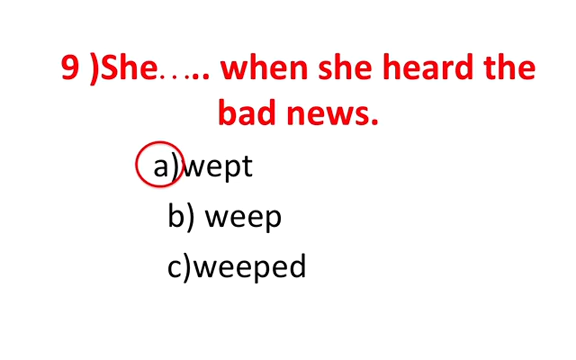 9 )She..... when she heard the
bad news.
a)wept
b) weep
c)weeped